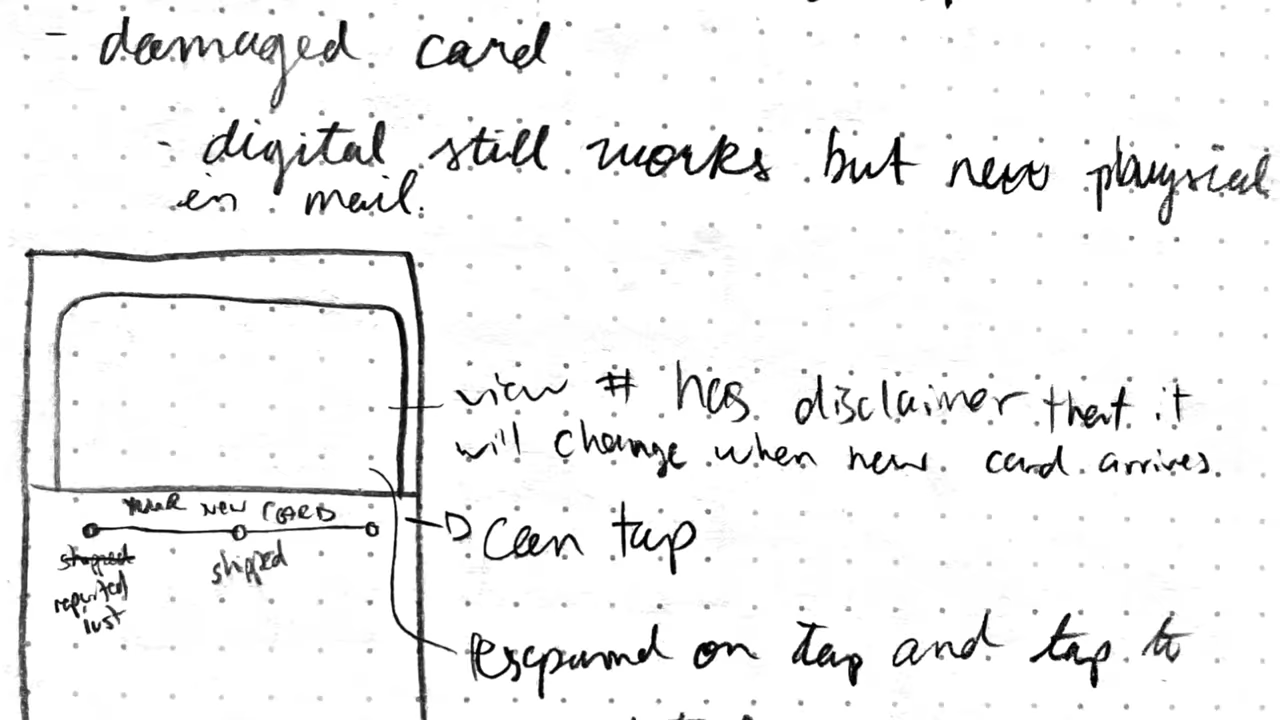 - damaged card
- digital still works but new physical
in mail.
view # has disclaimer that it
will change when new card arrives.
YOUR NEW CARD
shipped
shipped
reported
lost
can tap
expand on tap and tap to